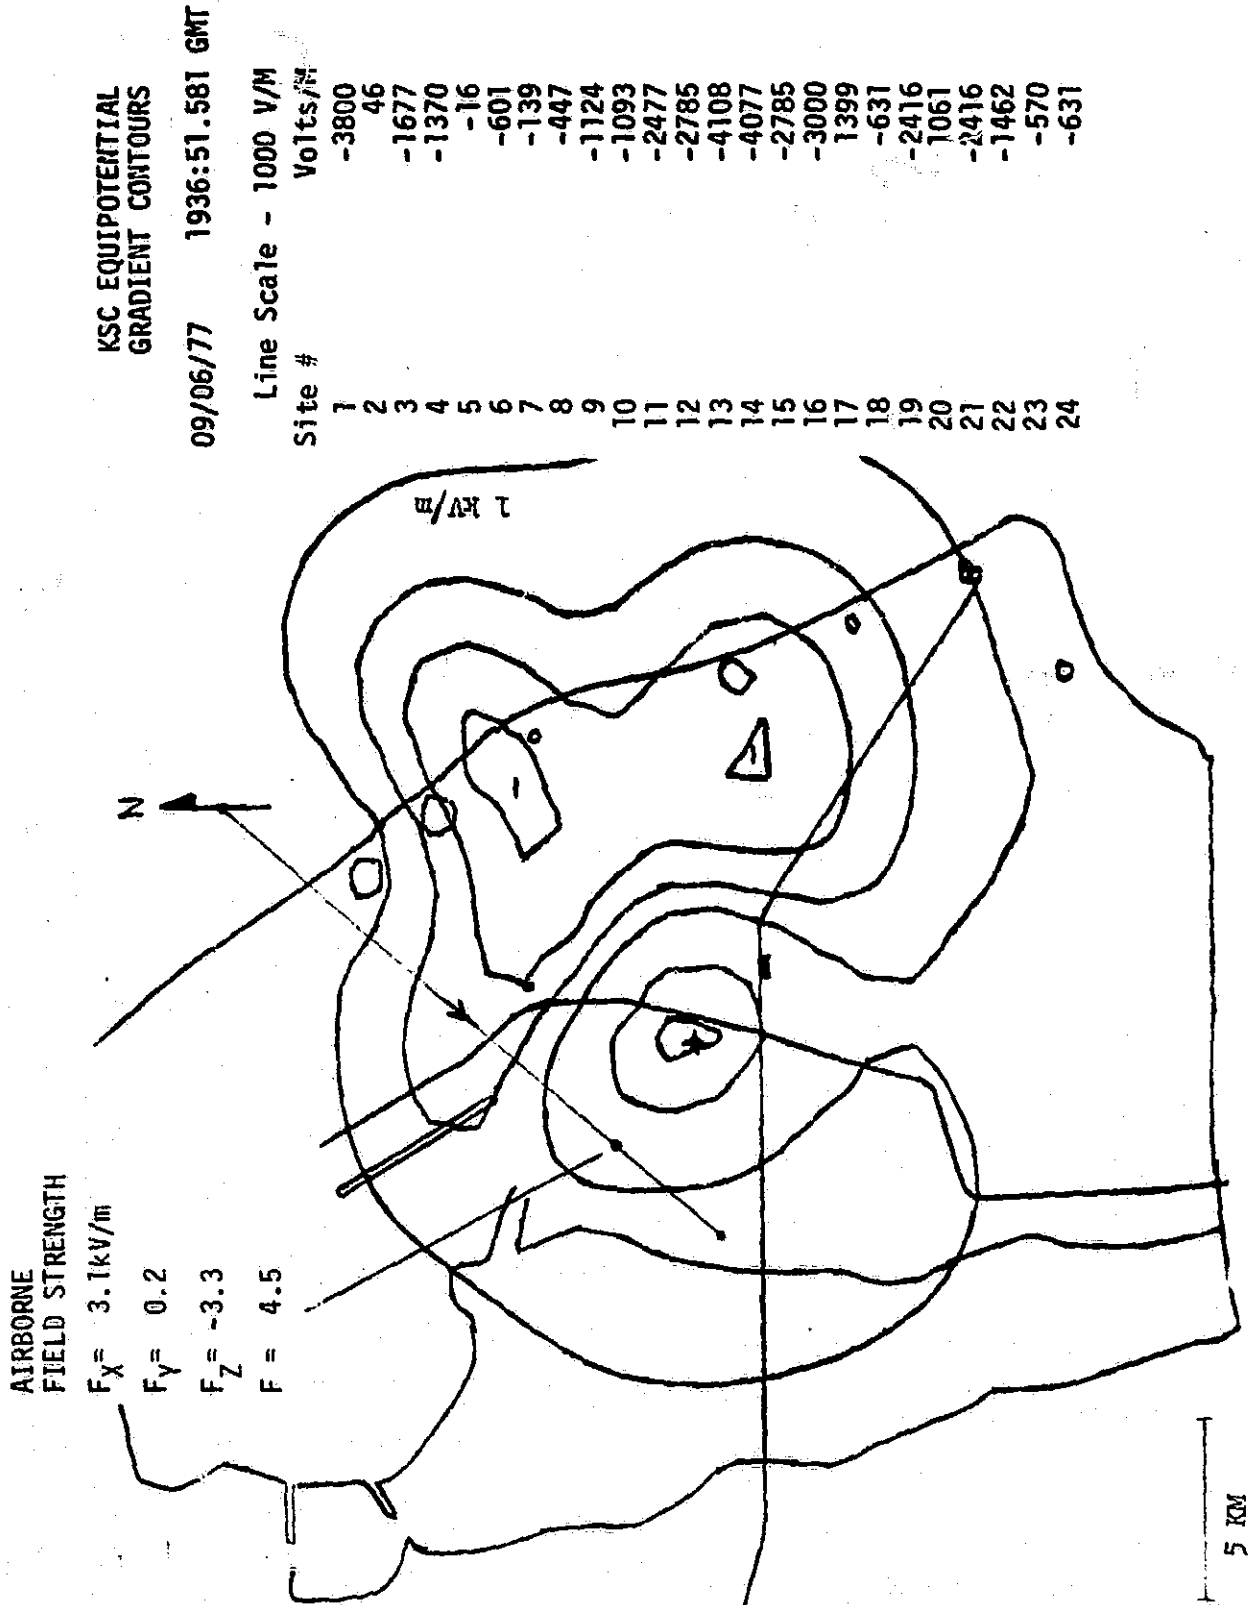 AIRBORNE
FIELD STRENGTH
Fx= 3.1kV/m
Fy= 0.2
Fz= -3.3
F = 4.5
N
1 kV/m
5 KM
KSC EQUIPOTENTIAL
GRADIENT CONTOURS
09/06/77 1936:51.581 GMT
Line Scale - 1000 V/M
Site # Volts/M
1 -3800
2 46
3 -1677
4 -1370
5 -16
6 -601
7 -139
8 -447
9 -1124
10 -1093
11 -2477
12 -2785
13 -4108
14 -4077
15 -2785
16 -3000
17 1399
18 -631
19 -2416
20 1061
21 -2416
22 -1462
23 -570
24 -631